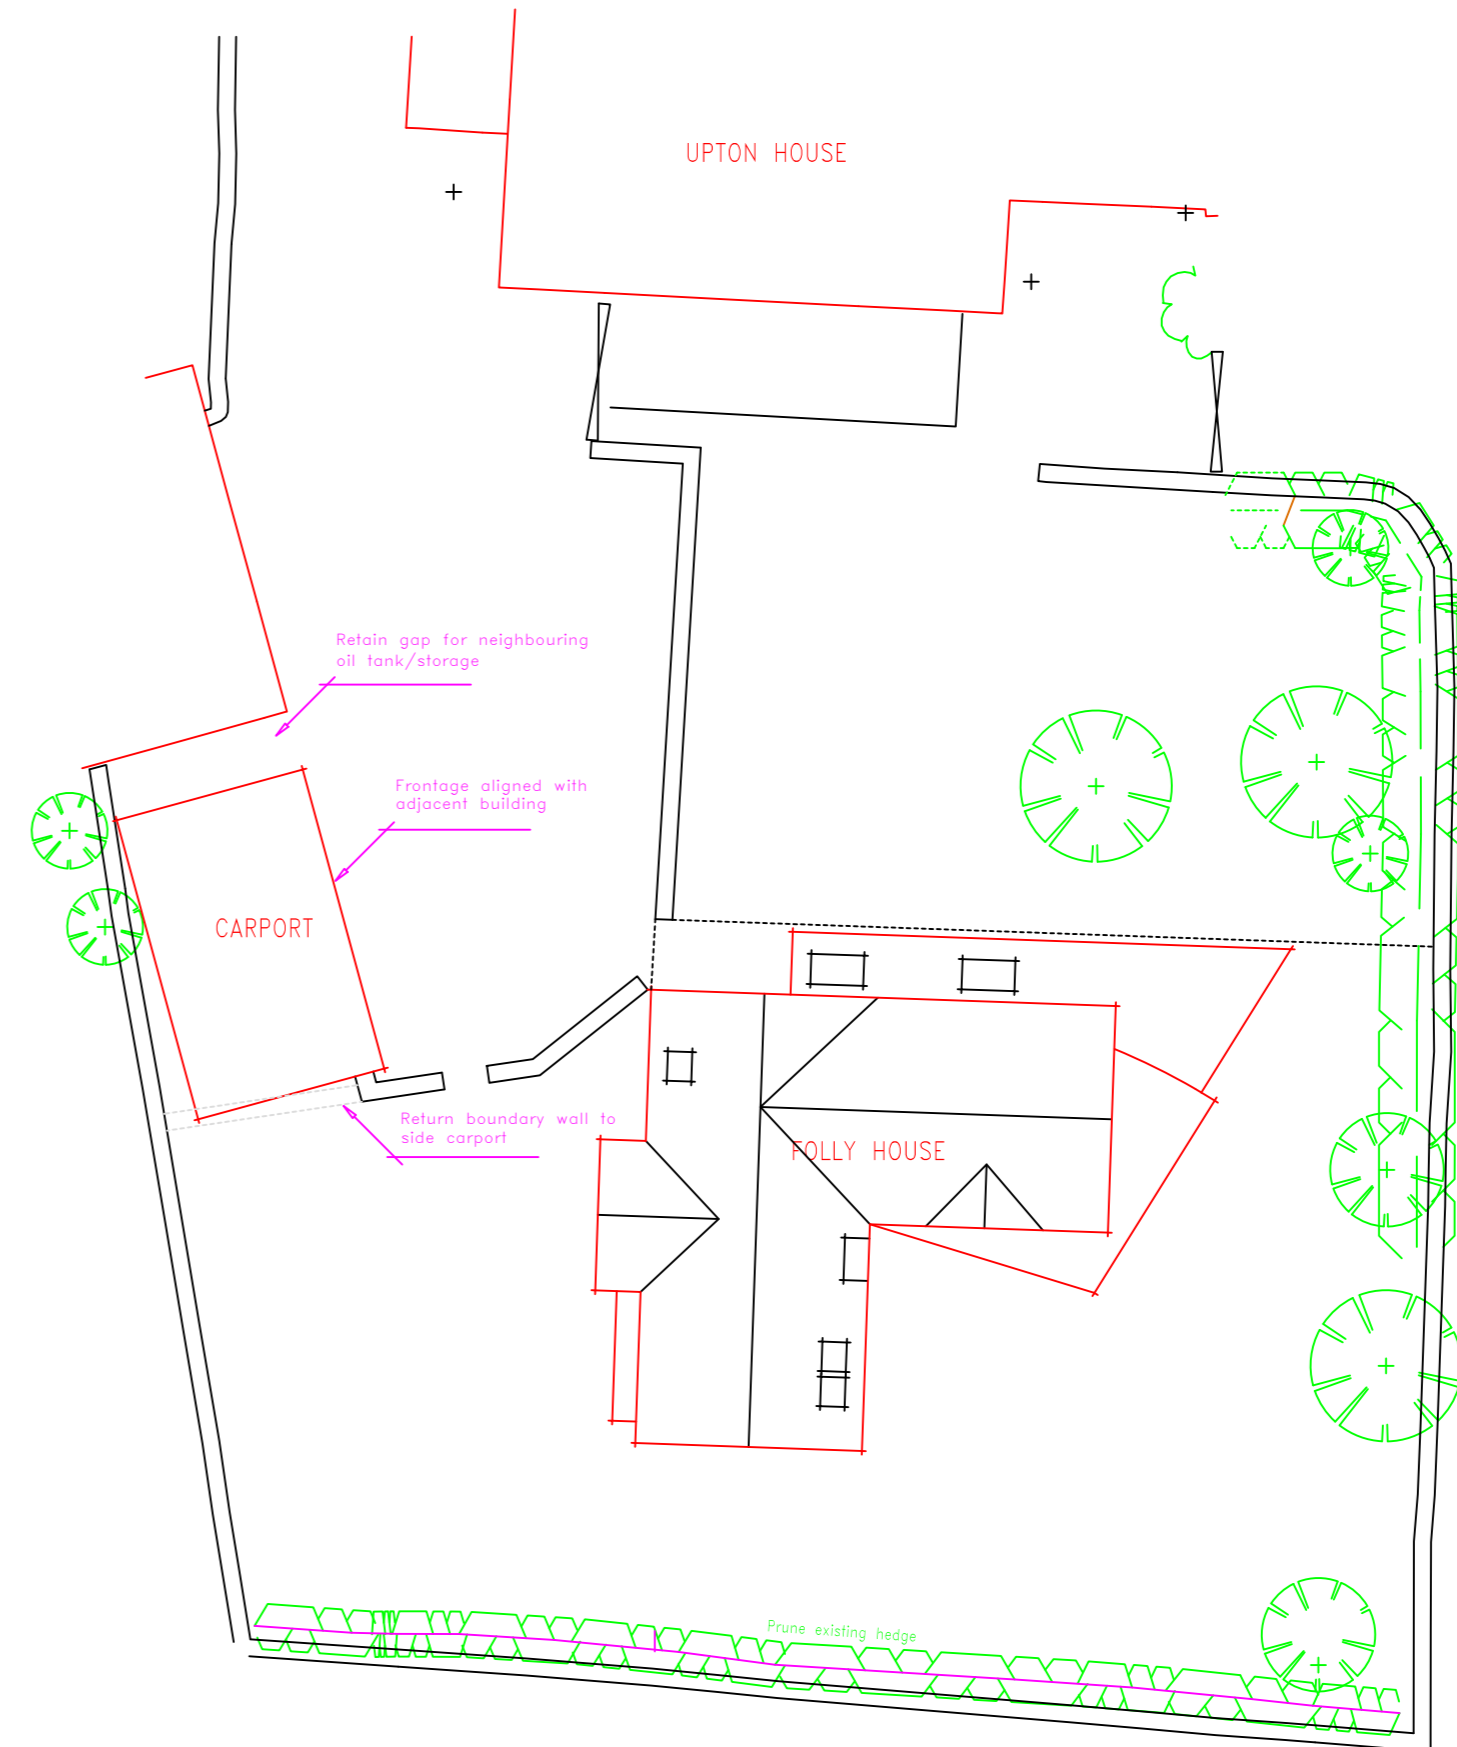 UPTON HOUSE
Retain gap for neighbouring
oil tank/storage
Frontage aligned with
adjacent building
CARPORT
Return boundary wall to
side carport
FOLLY HOUSE
Prune existing hedge